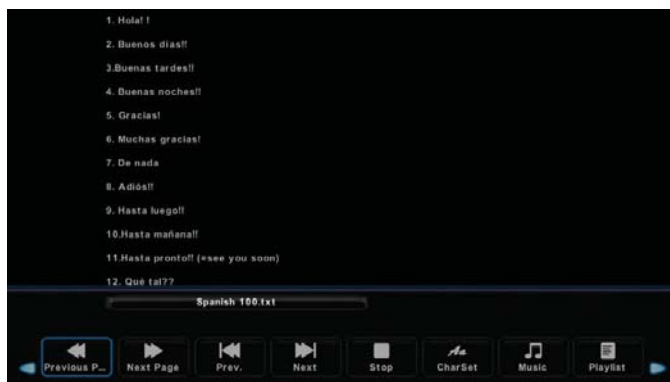 1. Hola! !
2. Buenos días!!
3.Buenas tardes!!
4. Buenas noches!!
5. Gracias!
6. Muchas gracias!
7. De nada
8. Adiós!!
9. Hasta luego!!
10.Hasta mañana!!
11.Hasta pronto!! (=see you soon)
12. Qué tal??
Spanish 100.txt
Previous P... Next Page Prev. Next Stop CharSet Music Playlist